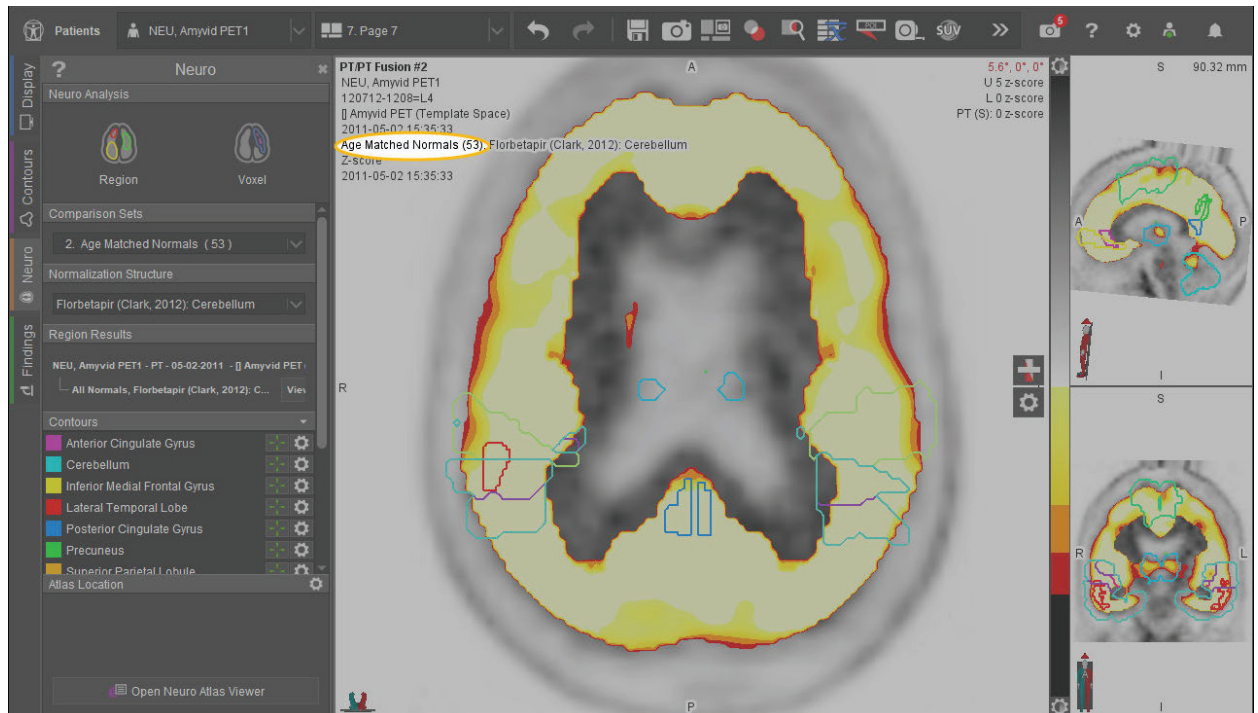 Patients
NEU, Amyvid PET1
7. Page 7
POI
SUV
5
?
Display
Contours
Neuro
Findings
?
Neuro
Neuro Analysis
Region
Voxel
Comparison Sets
2. Age Matched Normals ( 53 )
Normalization Structure
Florbetapir (Clark, 2012): Cerebellum
Region Results
NEU, Amyvid PET1 - PT - 05-02-2011 - [] Amyvid PET
All Normals, Florbetapir (Clark, 2012): C...
View
Contours
Anterior Cingulate Gyrus
Cerebellum
Inferior Medial Frontal Gyrus
Lateral Temporal Lobe
Posterior Cingulate Gyrus
Precuneus
Superior Parietal Lobule
Atlas Location
Open Neuro Atlas Viewer
PT/PT Fusion #2
NEU, Amyvid PET1
120712-1208=L4
[] Amyvid PET (Template Space)
2011-05-02 15:35:33
Age Matched Normals (53): Florbetapir (Clark, 2012): Cerebellum
Z-score
2011-05-02 15:35:33
A
5.6°, 0°, 0°
U 5 z-score
L 0 z-score
PT (S): 0 z-score
R
P
S
90.32 mm
A
P
I
S
R
L
A
I